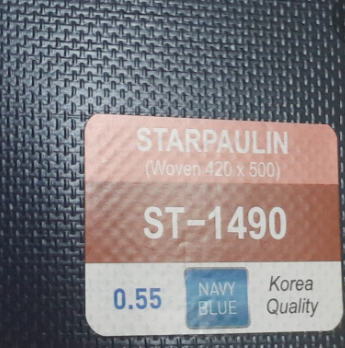 STARPAULIN
(Woven 420 x 500)
ST-1490
0.55
NAVY
BLUE
Korea
Quality